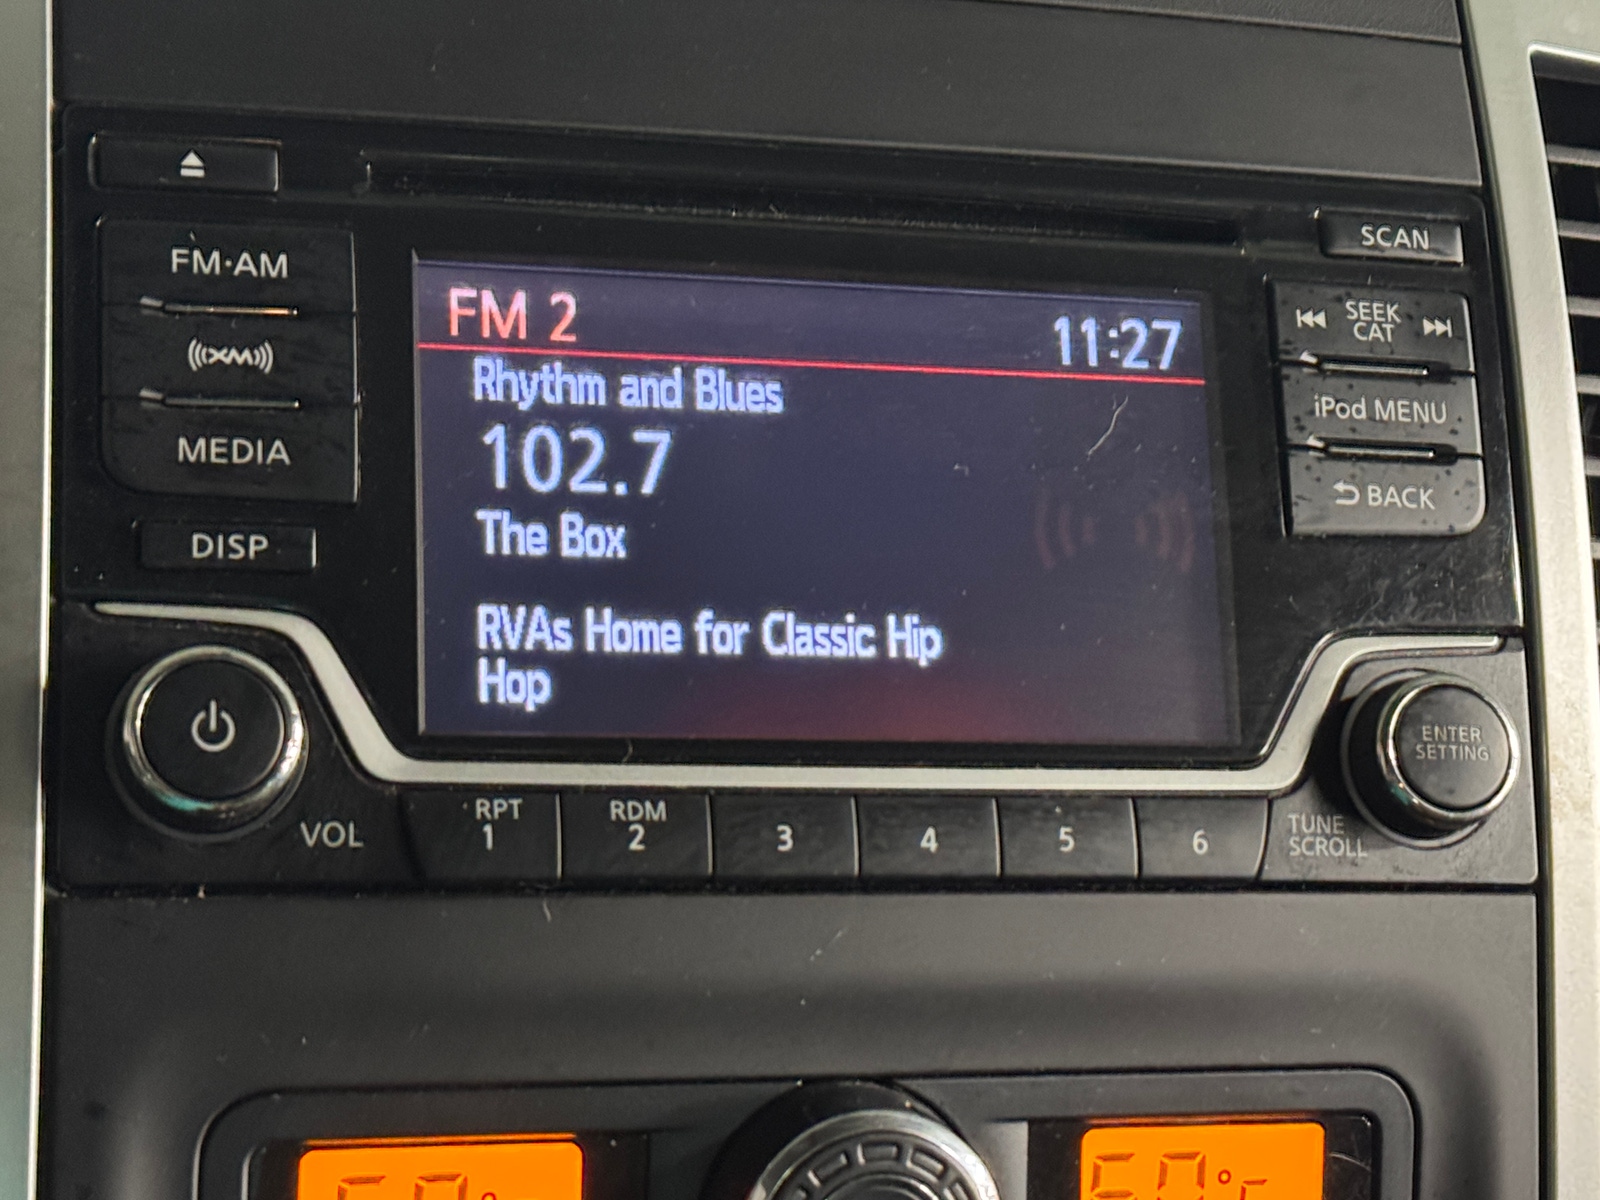 SCAN
FM·AM
SEEK
CAT
XM
iPod MENU
MEDIA
BACK
DISP
FM 2
11:27
Rhythm and Blues
102.7
The Box
RVAs Home for Classic Hip
Hop
ENTER
SETTING
VOL
RPT
1
RDM
2
3
4
5
6
TUNE
SCROLL
60°F